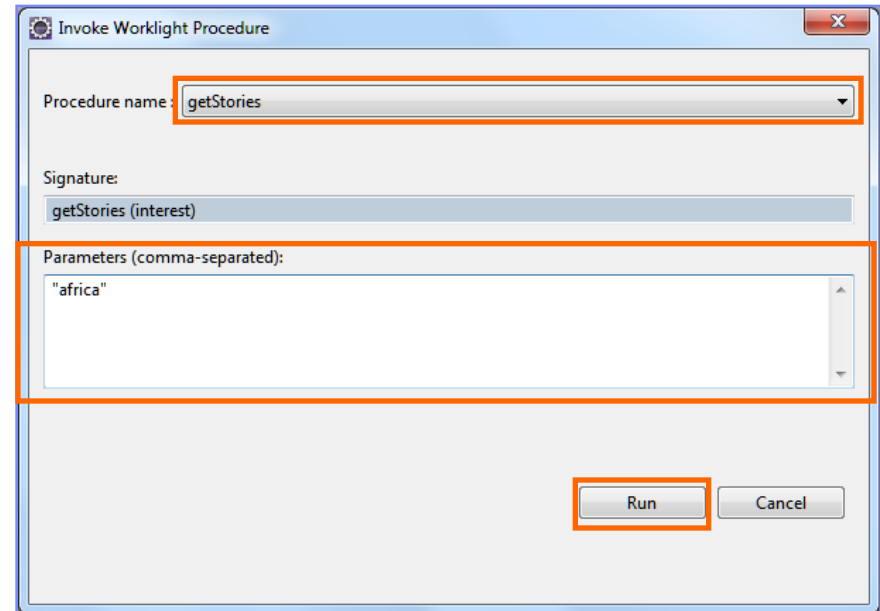 Invoke Worklight Procedure
Procedure name : getStories
Signature:
getStories (interest)
Parameters (comma-separated):
"africa"
Run Cancel